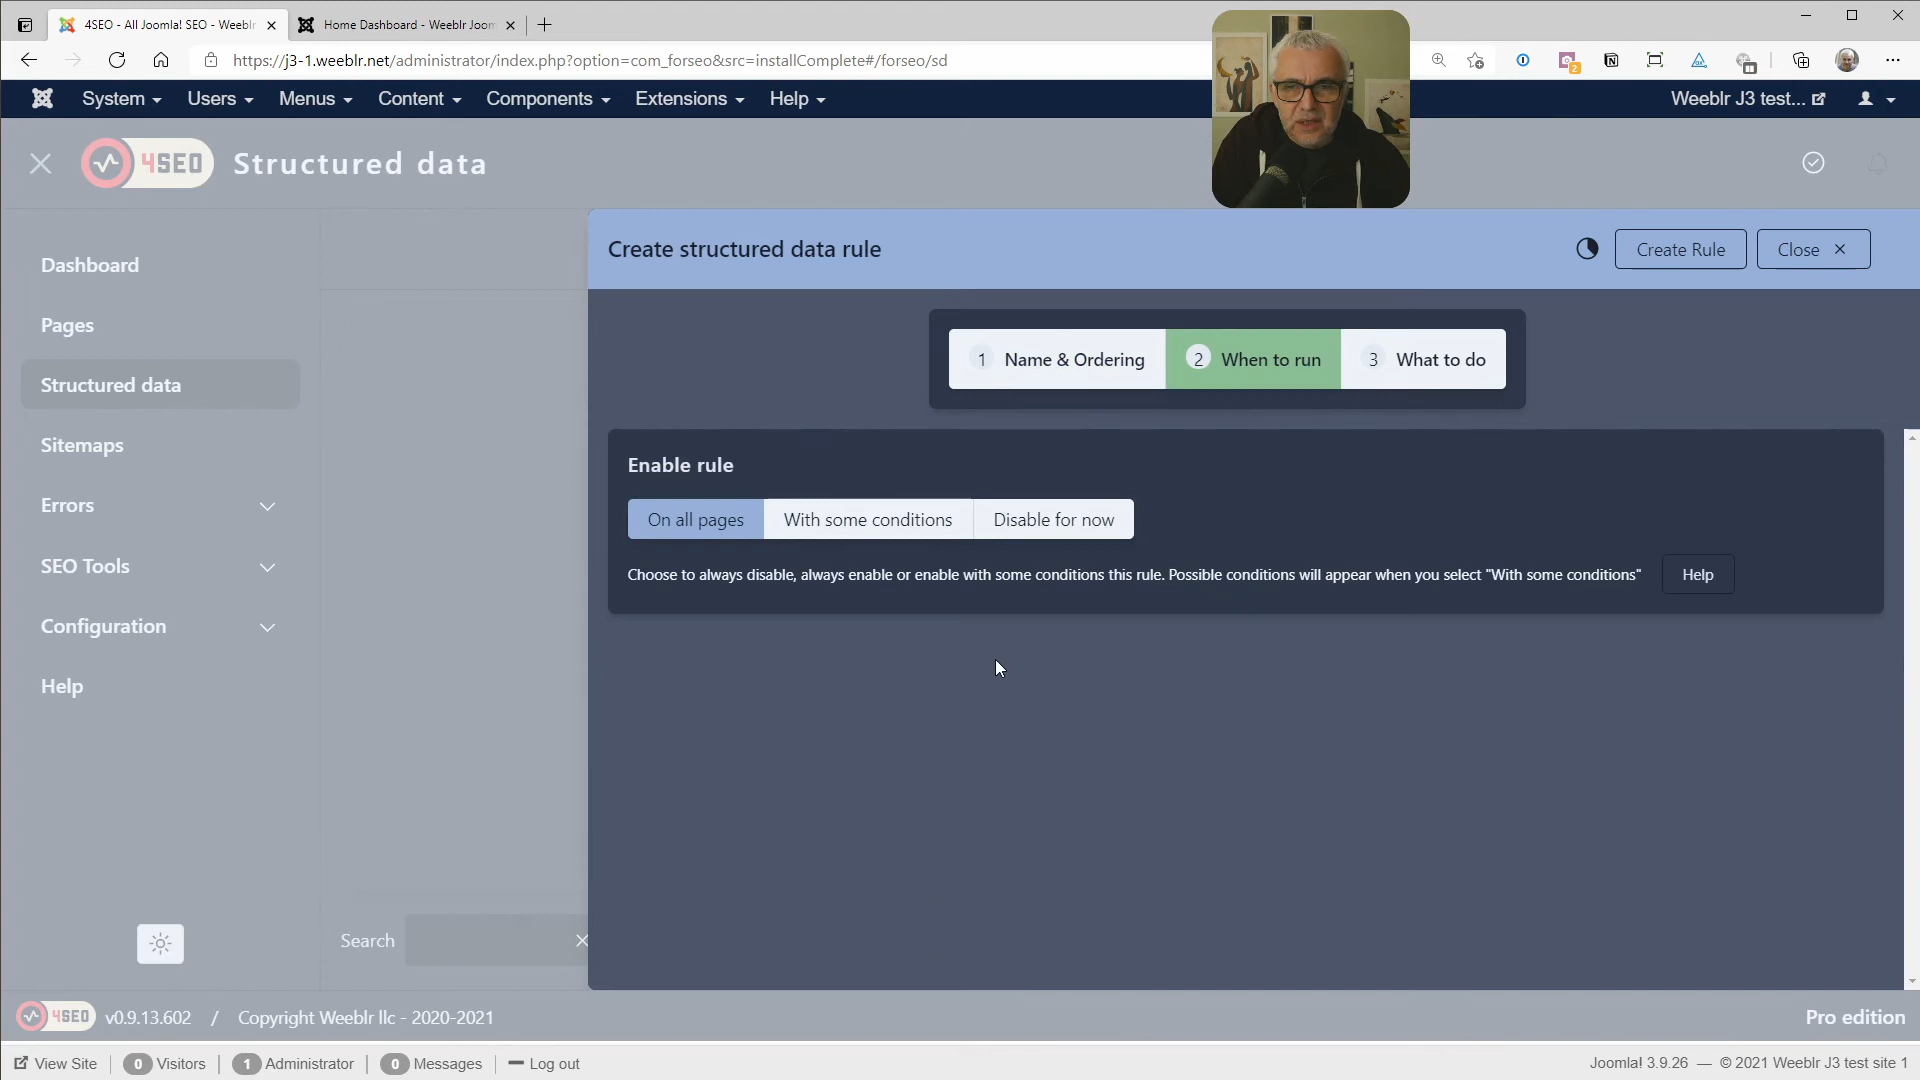 4SEO - All Joomla! SEO - Weeblr
Home Dashboard - Weeblr Joom
https://j3-1.weeblr.net/administrator/index.php?option=com_forseo&src=installComplete#/forseo/sd
2
System
Users
Menus
Content
Components
Extensions
Help
Weeblr J3 test...
4SEO
Structured data
Create structured data rule
Create Rule
Close
1 Name & Ordering
2 When to run
3 What to do
Dashboard
Pages
Structured data
Sitemaps
Errors
SEO Tools
Configuration
Help
Enable rule
On all pages
With some conditions
Disable for now
Choose to always disable, always enable or enable with some conditions this rule. Possible conditions will appear when you select "With some conditions"
Help
Search
4SEO v0.9.13.602 / Copyright Weeblr llc - 2020-2021
Pro edition
View Site
0 Visitors
1 Administrator
0 Messages
Log out
Joomla! 3.9.26 — © 2021 Weeblr J3 test site 1